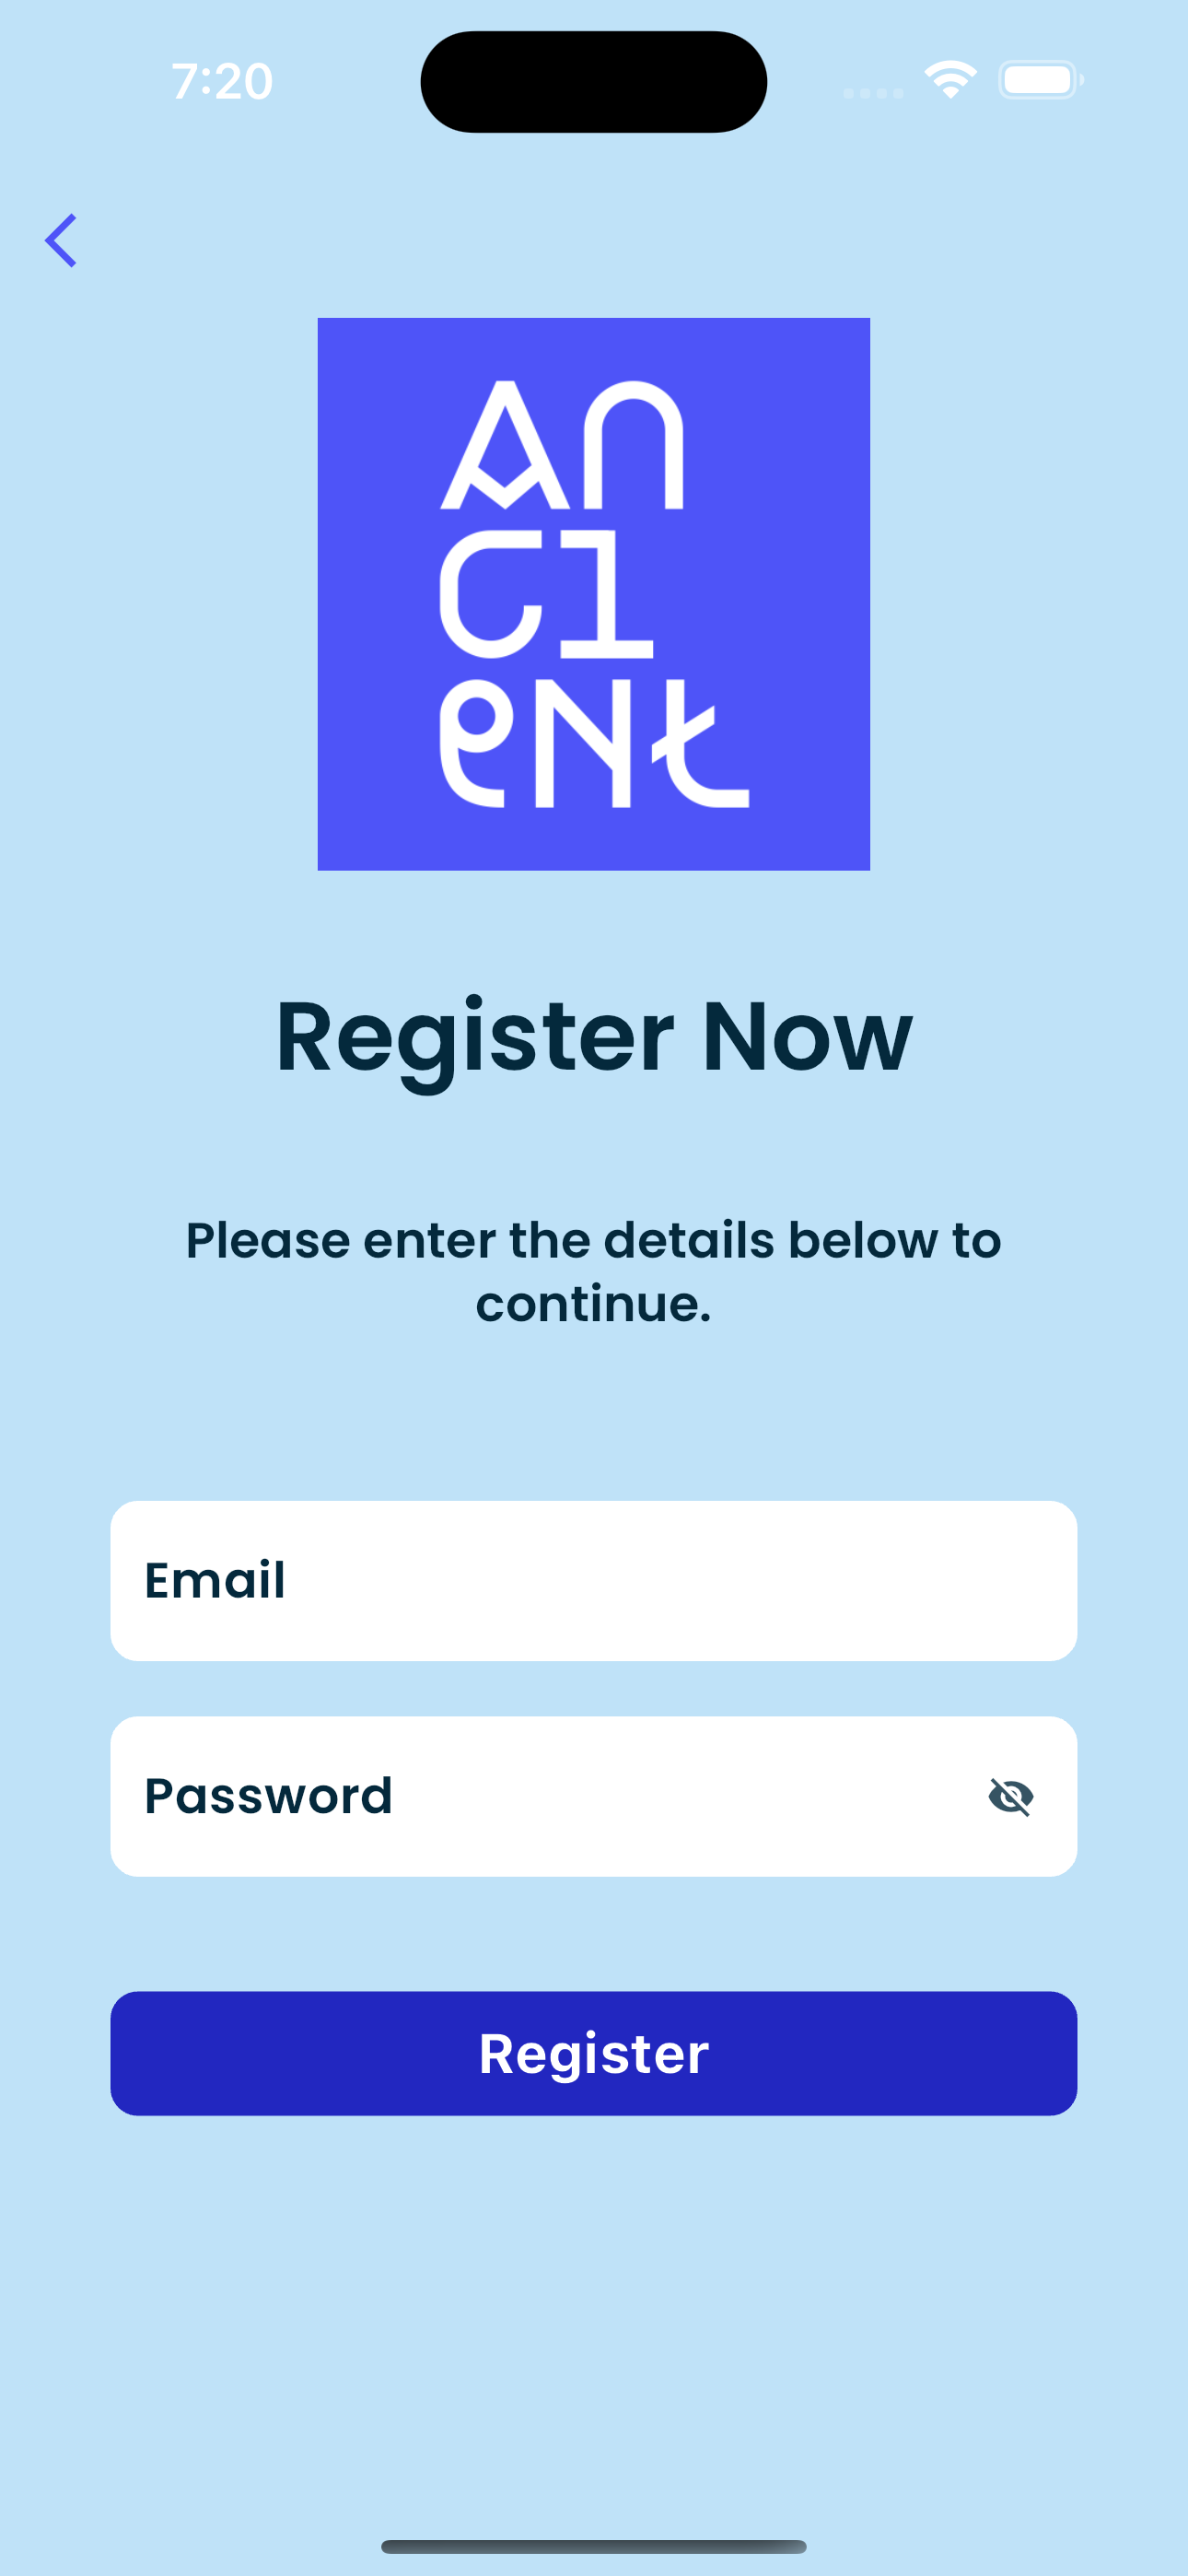 7:20
AN
CI
ENT
Register Now
Please enter the details below to
continue.
Email
Password
Register